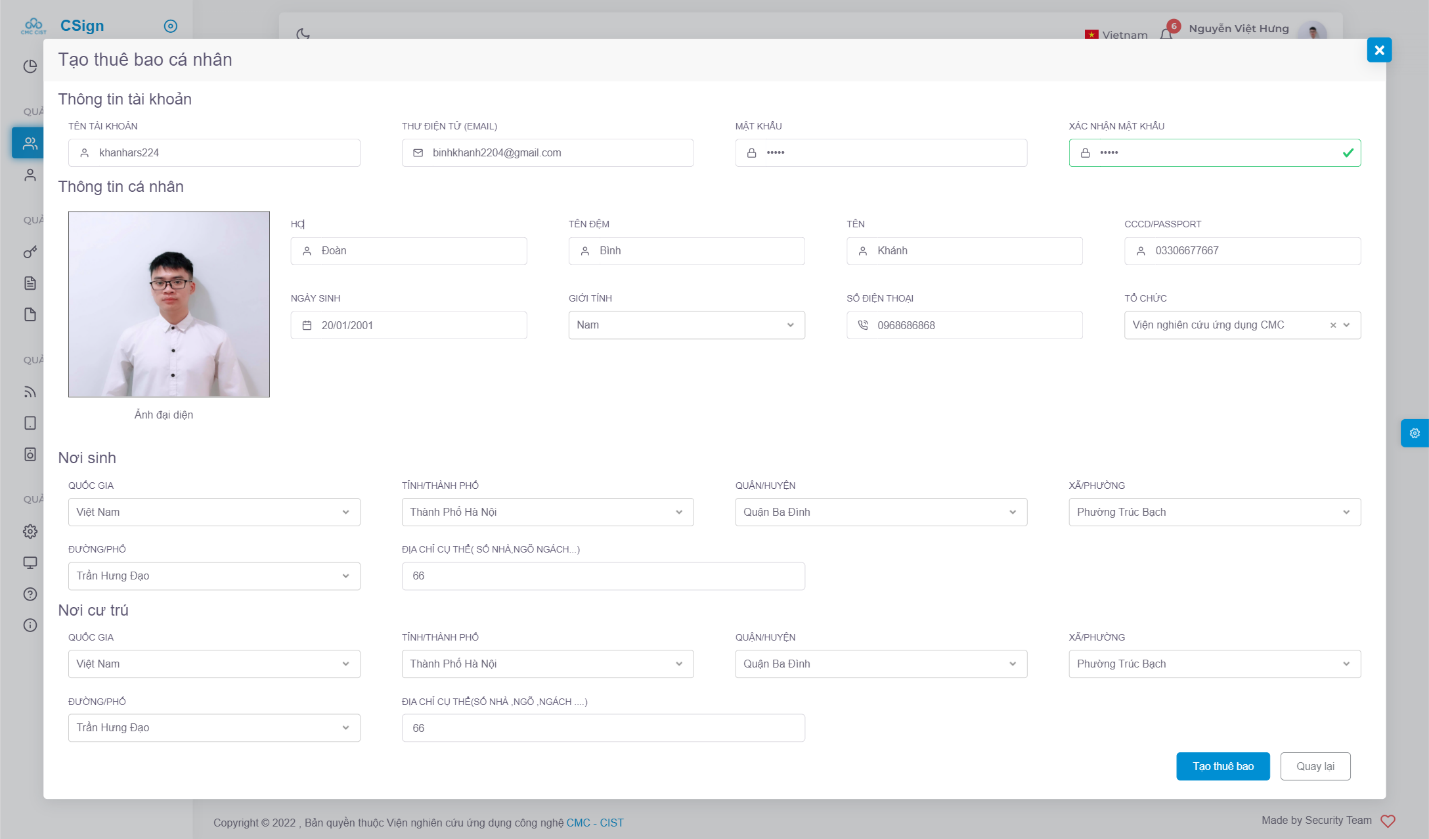 CMC-CIST
CSign
Vietnam
6
Nguyễn Việt Hưng
Tạo thuê bao cá nhân
Thông tin tài khoản
TÊN TÀI KHOẢN
THƯ ĐIỆN TỬ (EMAIL)
MẬT KHẨU
XÁC NHẬN MẬT KHẨU
khanhars224
binhkhanh2204@gmail.com
•••••
•••••
Thông tin cá nhân
HỌ
TÊN ĐỆM
TÊN
CCCD/PASSPORT
Đoàn
Bình
Khánh
03306677667
NGÀY SINH
GIỚI TÍNH
SỐ ĐIỆN THOẠI
TỔ CHỨC
20/01/2001
Nam
0968686868
Viện nghiên cứu ứng dụng CMC
Ảnh đại diện
Nơi sinh
QUỐC GIA
TỈNH/THÀNH PHỐ
QUẬN/HUYỆN
XÃ/PHƯỜNG
Việt Nam
Thành Phố Hà Nội
Quận Ba Đình
Phường Trúc Bạch
ĐƯỜNG/PHỐ
ĐỊA CHỈ CỤ THỂ( SỐ NHÀ,NGÕ NGÁCH...)
Trần Hưng Đạo
66
Nơi cư trú
QUỐC GIA
TỈNH/THÀNH PHỐ
QUẬN/HUYỆN
XÃ/PHƯỜNG
Việt Nam
Thành Phố Hà Nội
Quận Ba Đình
Phường Trúc Bạch
ĐƯỜNG/PHỐ
ĐỊA CHỈ CỤ THỂ(SỐ NHÀ ,NGÕ ,NGÁCH ....)
Trần Hưng Đạo
66
Tạo thuê bao
Quay lại
Copyright © 2022 , Bản quyền thuộc Viện nghiên cứu ứng dụng công nghệ CMC - CIST
Made by Security Team